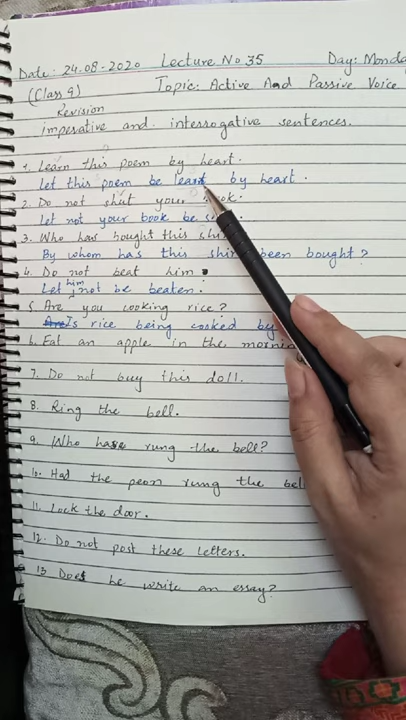 Date: 24.08-2020 Lecture No 35 Day: Monda
(Class 9) Topic: Active And Passive Voice
Revision
imperative and interrogative sentences.
1. Learn this poem by heart.
Let this poem be learnt by heart.
2. Do not shut your book.
Let not your book be
3. Who has bought this
By whom has this been bought?
4. Do not beat him.
Let him not be beaten.
5. Are you cooking rice?
Is rice being cooked by
6. Eat an apple in the
7. Do not buy this doll.
8. Ring the bell.
9. Who has rung the bell?
10. Had the peon rung the
11. Lock the door.
12. Do not post these letters.
13 Does he write an essay?